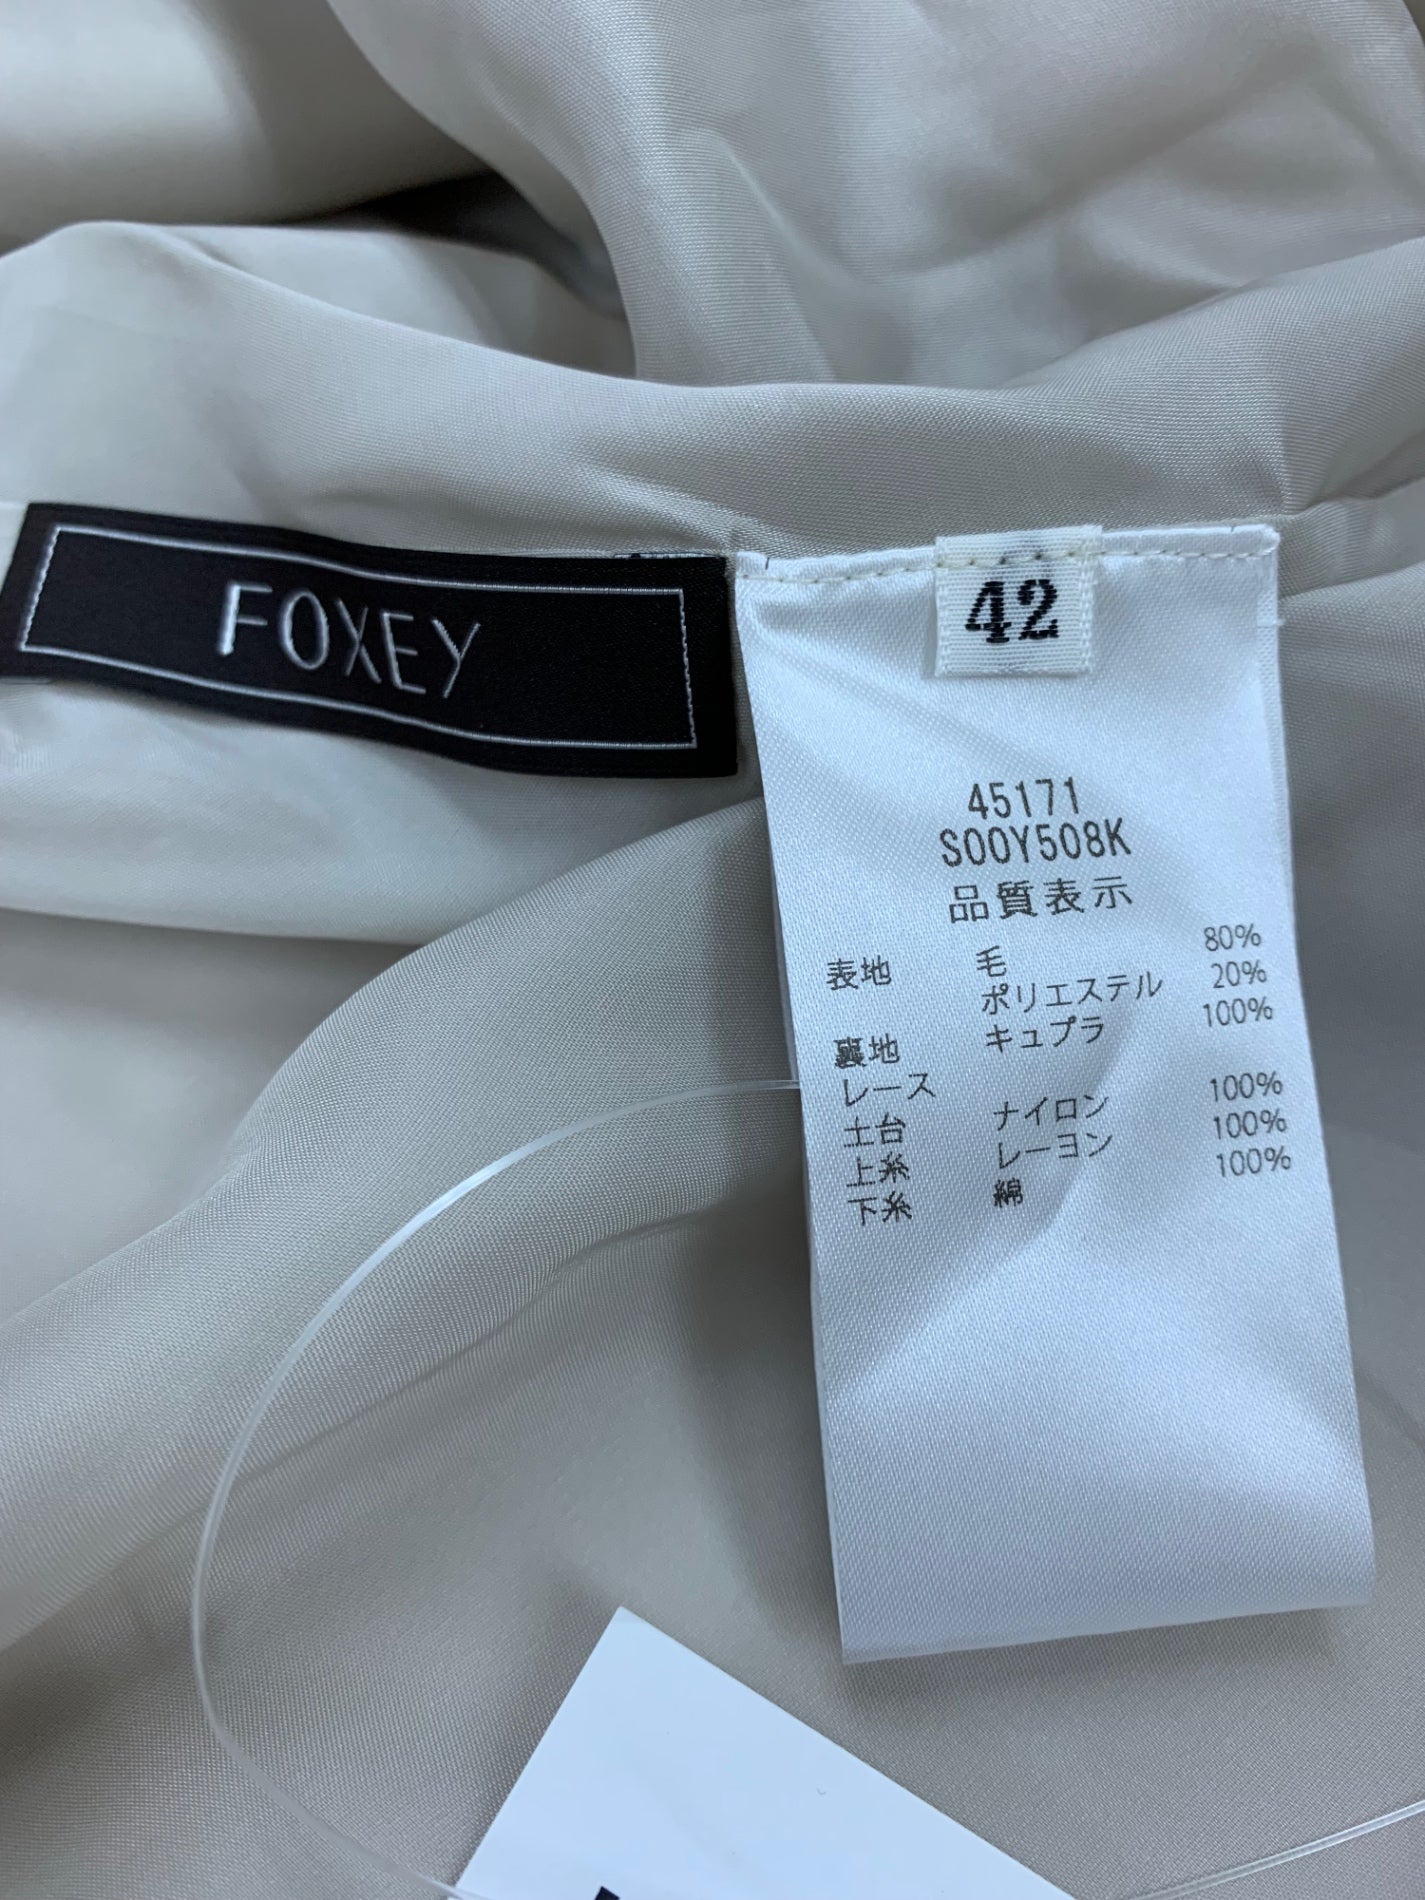 FOXEY
42
45171
S00Y508K
品質表示
表地 毛 80%
ポリエステル 20%
裏地 キュプラ 100%
レース
土台 ナイロン 100%
上糸 レーヨン 100%
下糸 綿 100%